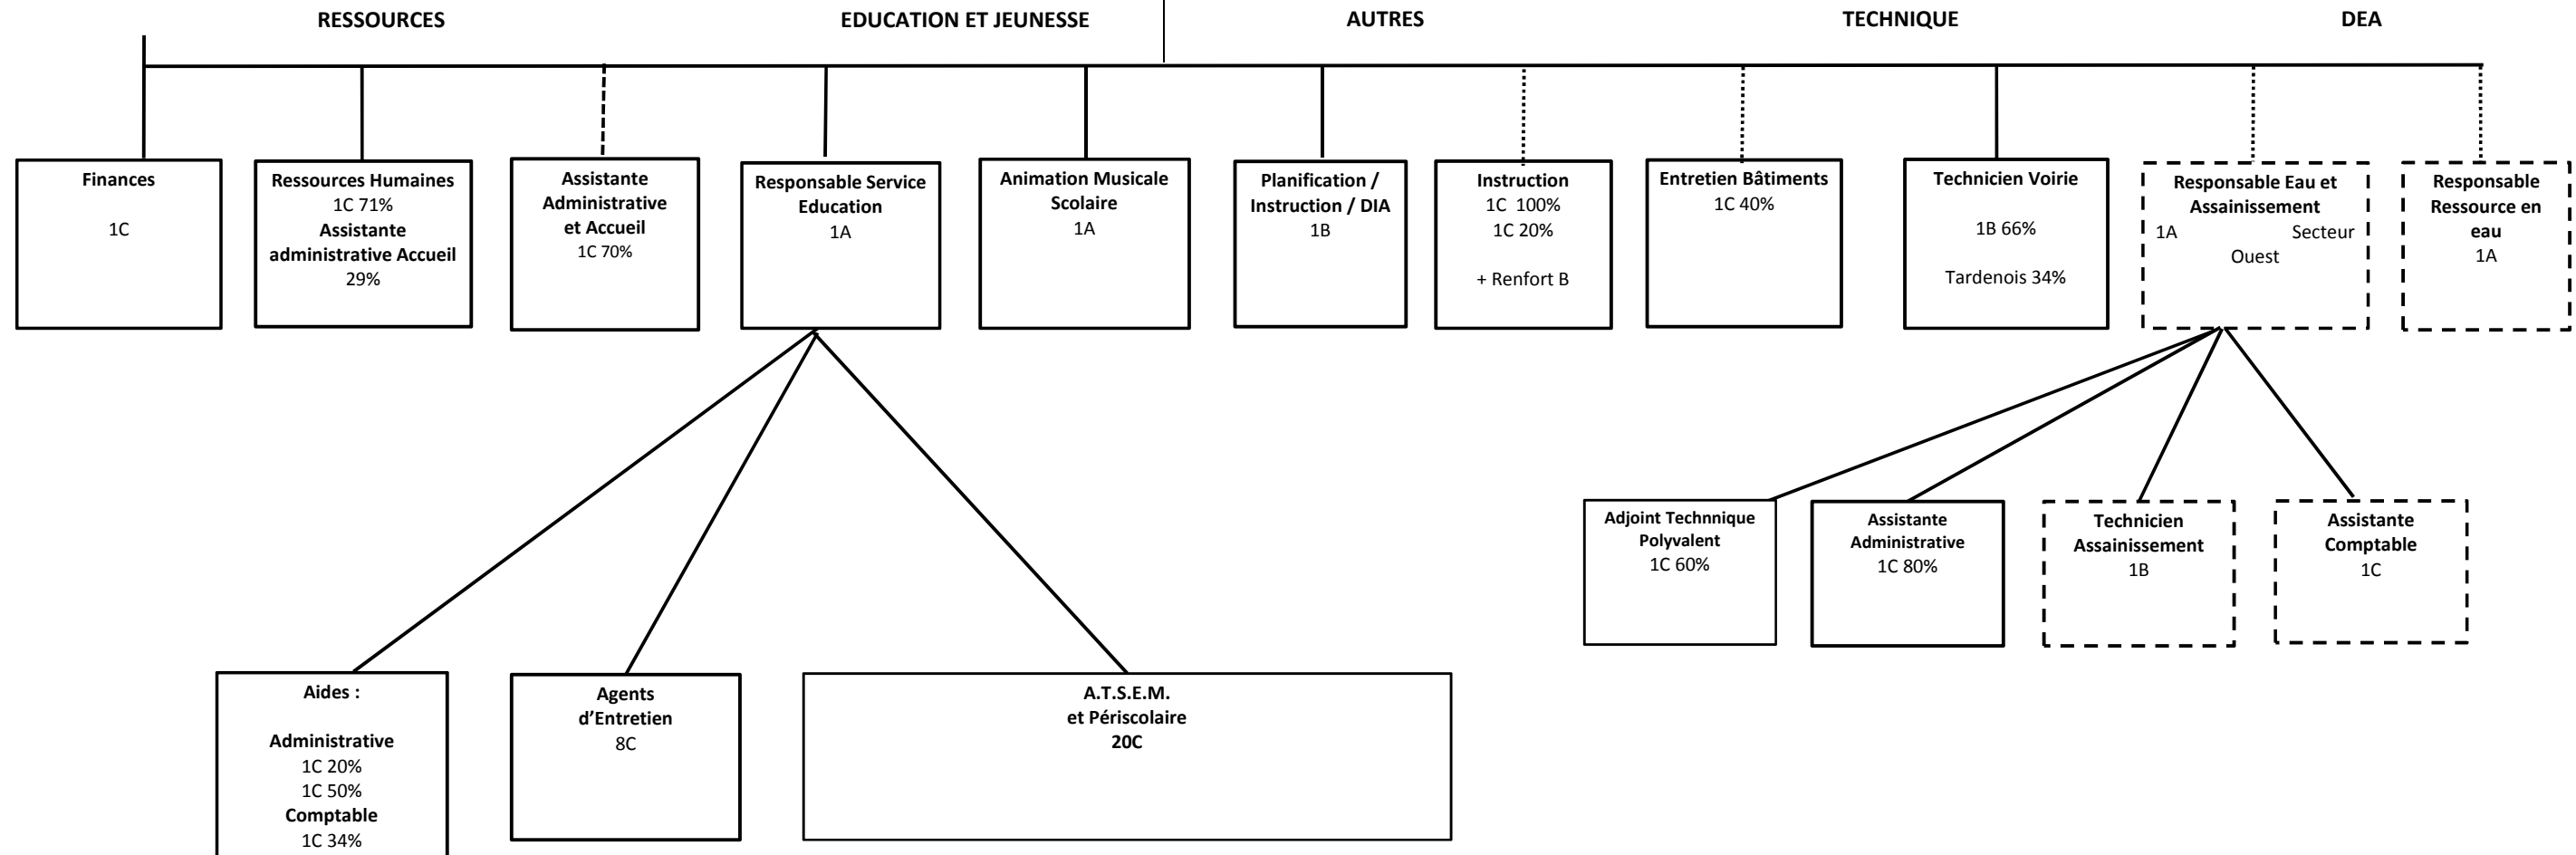 RESSOURCES
EDUCATION ET JEUNESSE
AUTRES
TECHNIQUE
DEA
Finances
1C
Ressources Humaines
1C 71%
Assistante
administrative Accueil
29%
Assistante
Administrative
et Accueil
1C 70%
Responsable Service
Education
1A
Animation Musicale
Scolaire
1A
Planification /
Instruction / DIA
1B
Instruction
1C 100%
1C 20%
+ Renfort B
Entretien Bâtiments
1C 40%
Technicien Voirie
1B 66%
Tardenois 34%
Responsable Eau et
Assainissement
1A Secteur
Ouest
Responsable
Ressource en
eau
1A
Adjoint Technnique
Polyvalent
1C 60%
Assistante
Administrative
1C 80%
Technicien
Assainissement
1B
Assistante
Comptable
1C
Aides :
Administrative
1C 20%
1C 50%
Comptable
1C 34%
Agents
d’Entretien
8C
A.T.S.E.M.
et Périscolaire
20C